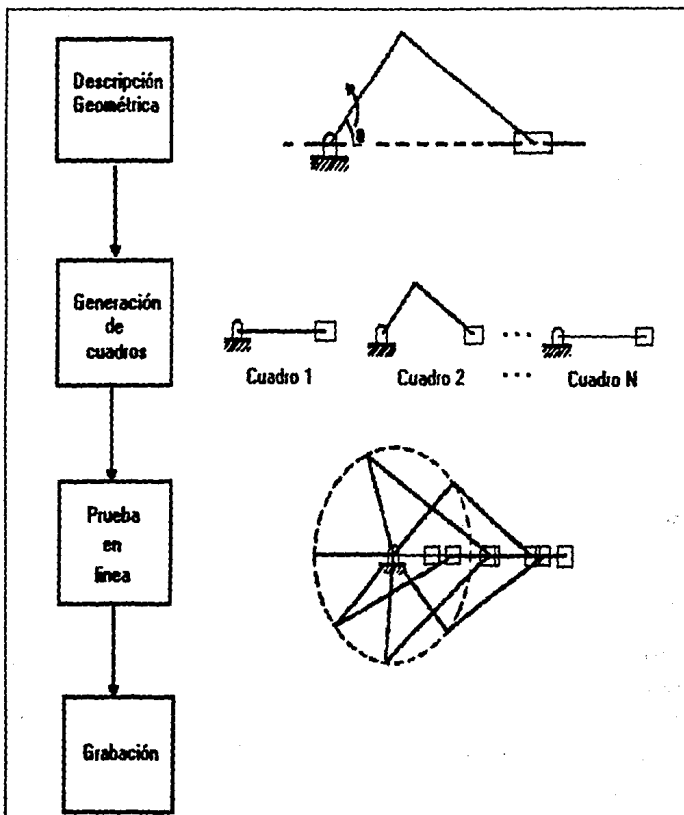 Descripción
Geométrica
θ
Generación
de
cuadros
Cuadro 1
Cuadro 2
...
Cuadro N
Prueba
en
línea
Grabación